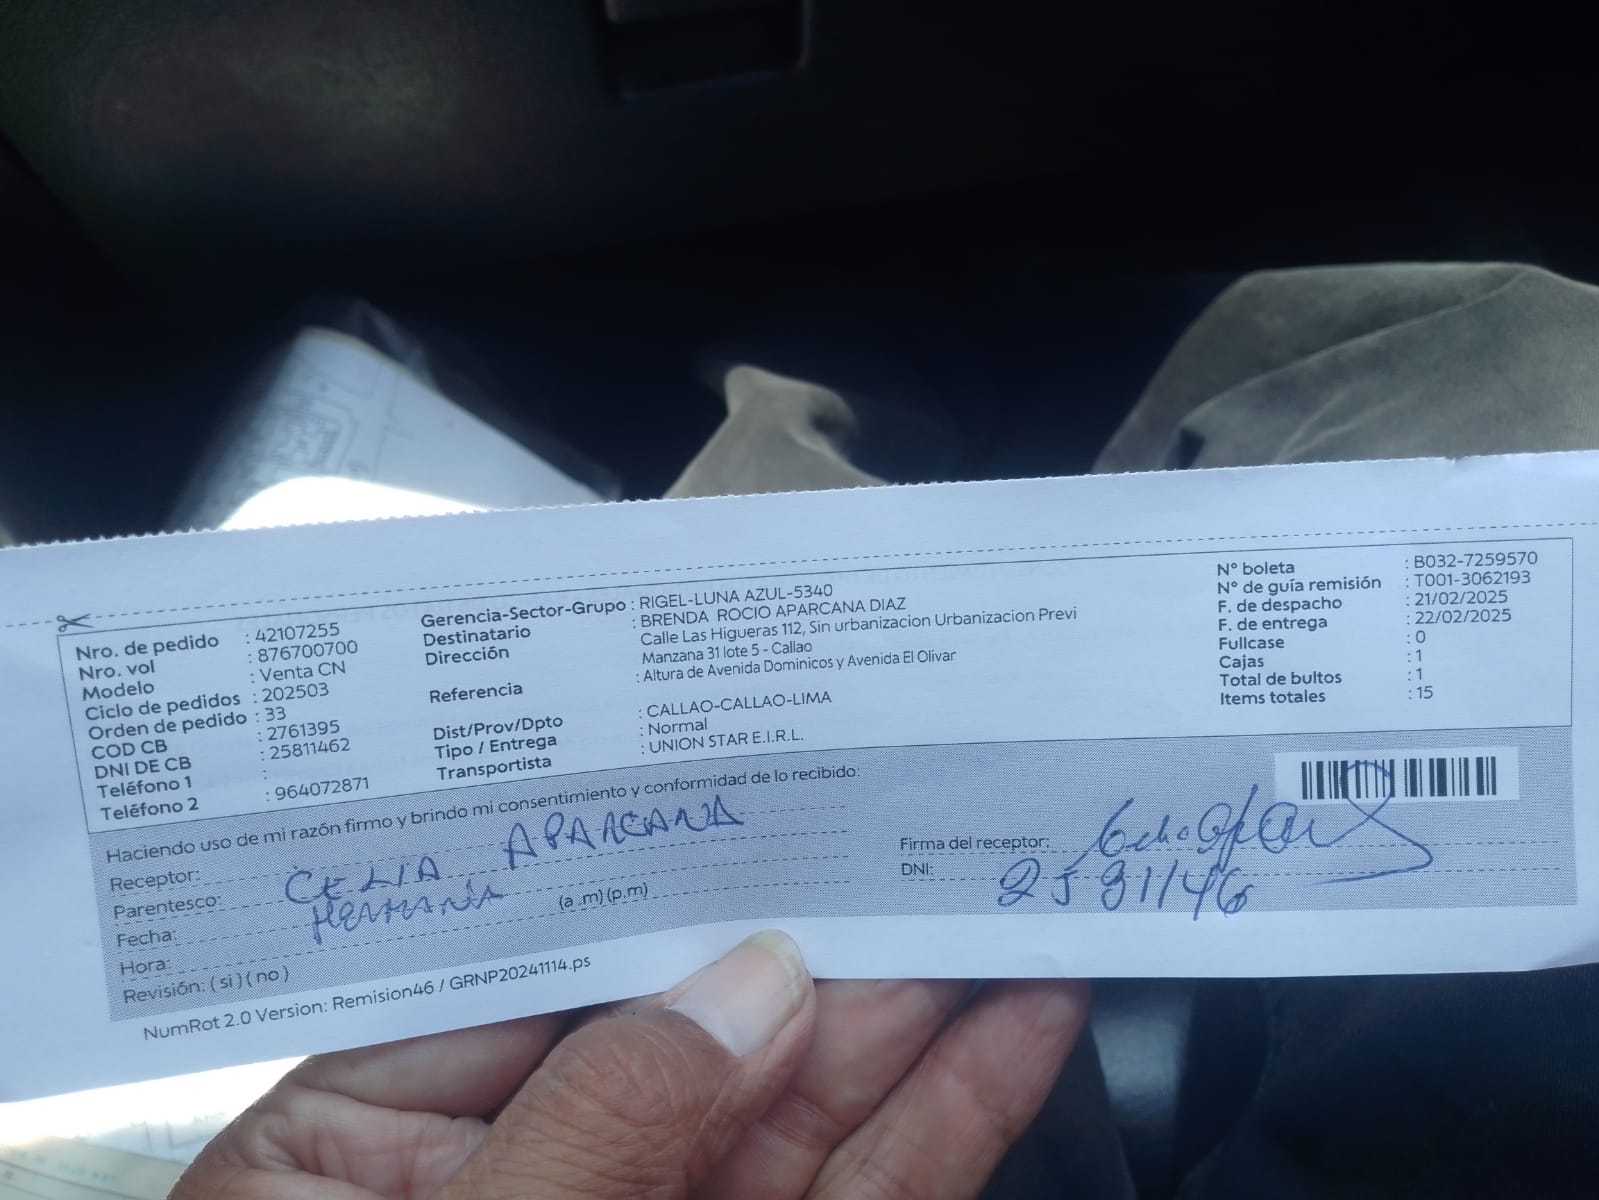 Nro. de pedido : 42107255
Nro. vol : 876700700
Modelo : Venta CN
Ciclo de pedidos : 202503
Orden de pedido : 33
COD CB : 2761395
DNI DE CB : 25811462
Teléfono 1 :
Teléfono 2 : 964072871
Gerencia-Sector-Grupo : RIGEL-LUNA AZUL-5340
Destinatario : BRENDA ROCIO APARCANA DIAZ
Dirección Calle Las Higueras 112, Sin urbanizacion Urbanizacion Previ
Manzana 31 lote 5 - Callao
Referencia : Altura de Avenida Dominicos y Avenida El Olivar
Dist/Prov/Dpto : CALLAO-CALLAO-LIMA
Tipo / Entrega : Normal
Transportista : UNION STAR E.I.R.L.
N° boleta : B032-7259570
N° de guía remisión : T001-3062193
F. de despacho : 21/02/2025
F. de entrega : 22/02/2025
Fullcase : 0
Cajas : 1
Total de bultos : 1
Items totales : 15
Haciendo uso de mi razón firmo y brindo mi consentimiento y conformidad de lo recibido:
Receptor: CELIA APARCANA
Parentesco: HERMANA
Fecha:
Hora: (a .m) (p.m)
Revisión: ( si ) ( no )
Firma del receptor:
DNI:
NumRot 2.0 Version: Remision46 / GRNP20241114.ps